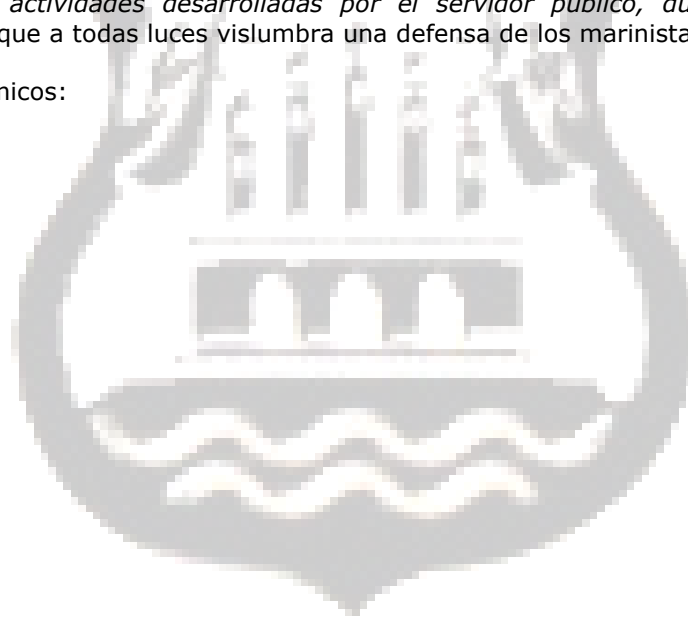 actividades desarrolladas por el servidor público, du
que a todas luces vislumbra una defensa de los marinista
nicos: